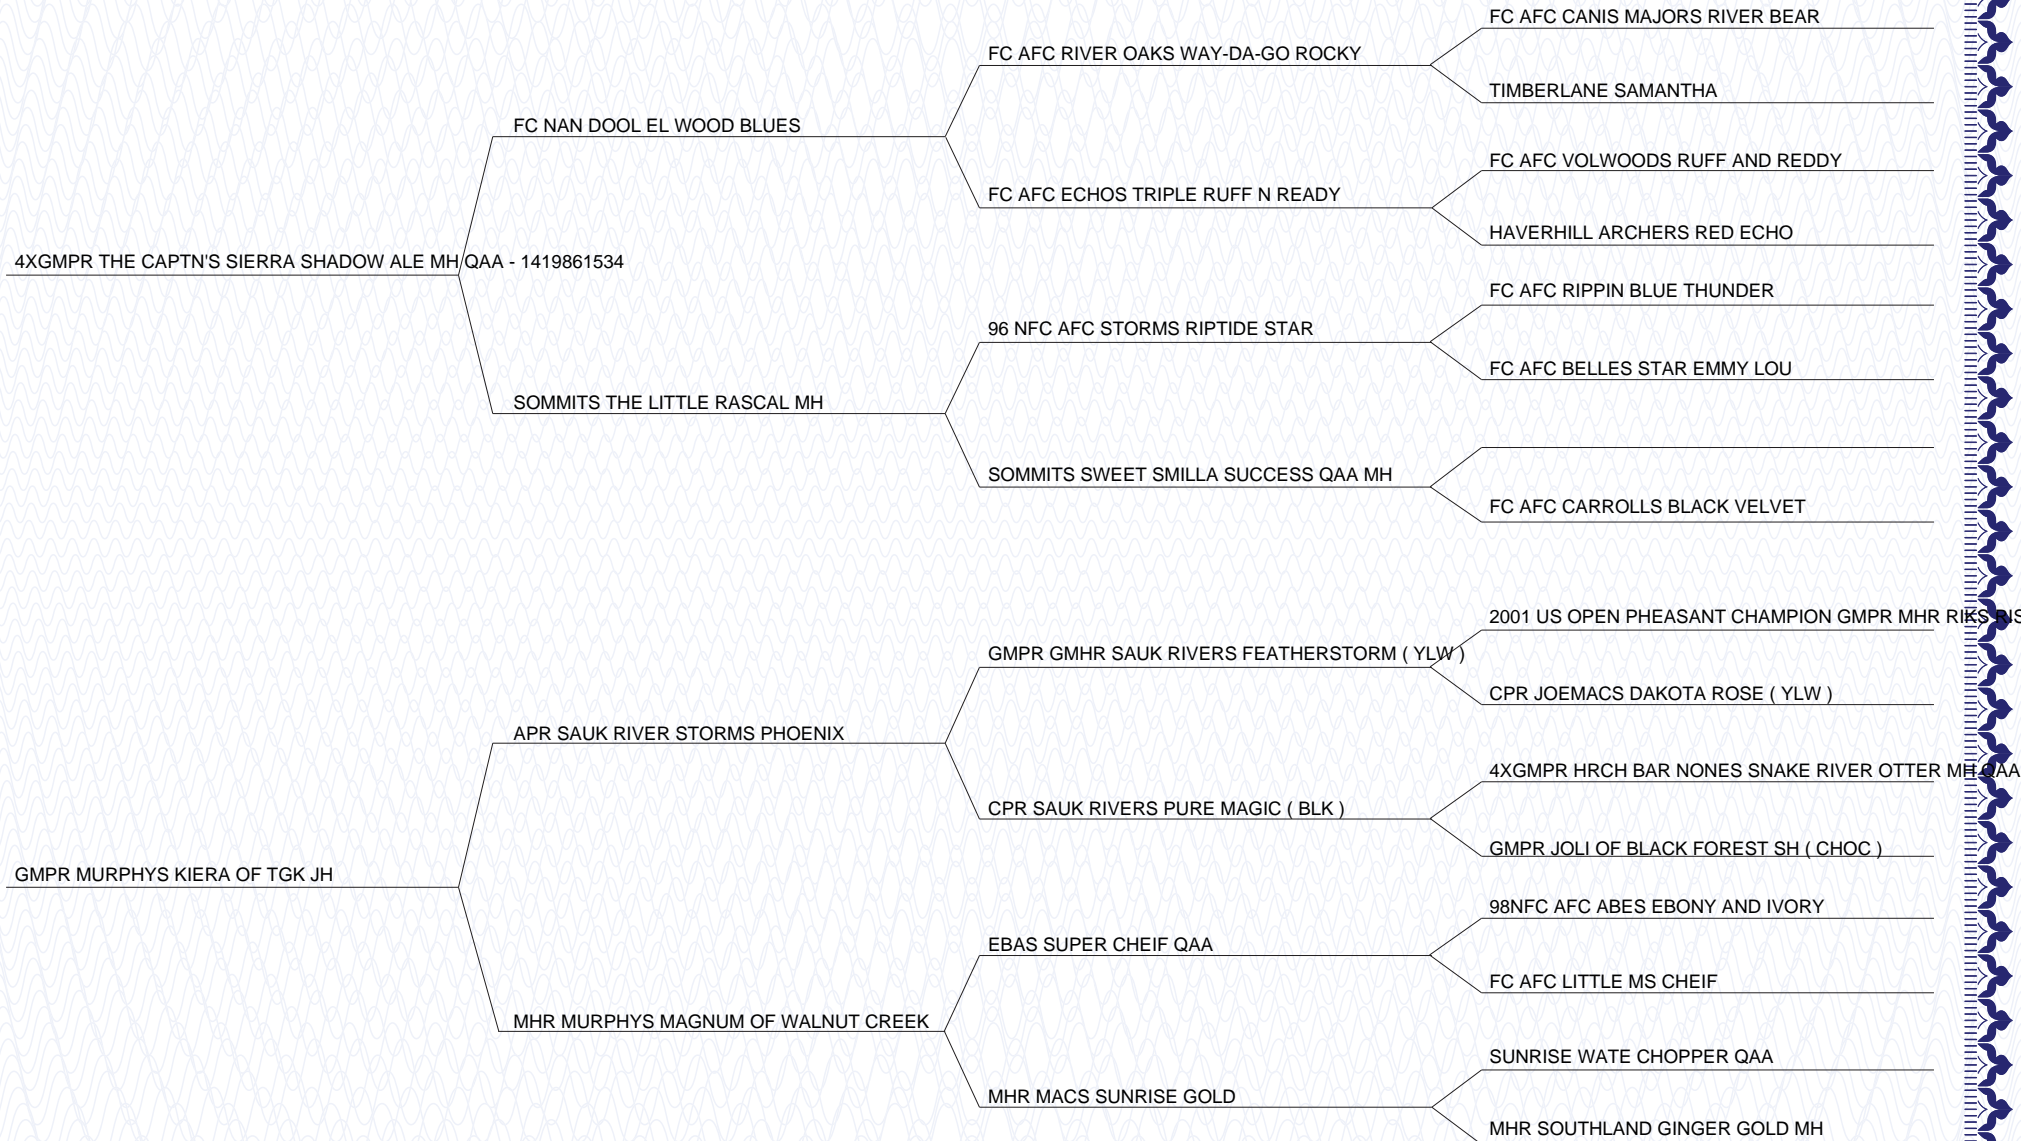 FC AFC CANIS MAJORS RIVER BEAR
FC AFC RIVER OAKS WAY-DA-GO ROCKY
TIMBERLANE SAMANTHA
FC NAN DOOL EL WOOD BLUES
FC AFC VOLWOODS RUFF AND REDDY
FC AFC ECHOS TRIPLE RUFF N READY
HAVERHILL ARCHERS RED ECHO
4XGMPR THE CAPTN'S SIERRA SHADOW ALE MH QAA - 1419861534
FC AFC RIPPIN BLUE THUNDER
96 NFC AFC STORMS RIPTIDE STAR
FC AFC BELLES STAR EMMY LOU
SOMMITS THE LITTLE RASCAL MH
SOMMITS SWEET SMILLA SUCCESS QAA MH
FC AFC CARROLLS BLACK VELVET
2001 US OPEN PHEASANT CHAMPION GMPR MHR RIKS RIS
GMPR GMHR SAUK RIVERS FEATHERSTORM ( YLW )
CPR JOEMACS DAKOTA ROSE ( YLW )
APR SAUK RIVER STORMS PHOENIX
4XGMPR HRCH BAR NONES SNAKE RIVER OTTER MH QAA
CPR SAUK RIVERS PURE MAGIC ( BLK )
GMPR JOLI OF BLACK FOREST SH ( CHOC )
GMPR MURPHYS KIERA OF TGK JH
98NFC AFC ABES EBONY AND IVORY
EBAS SUPER CHEIF QAA
FC AFC LITTLE MS CHEIF
MHR MURPHYS MAGNUM OF WALNUT CREEK
SUNRISE WATE CHOPPER QAA
MHR MACS SUNRISE GOLD
MHR SOUTHLAND GINGER GOLD MH